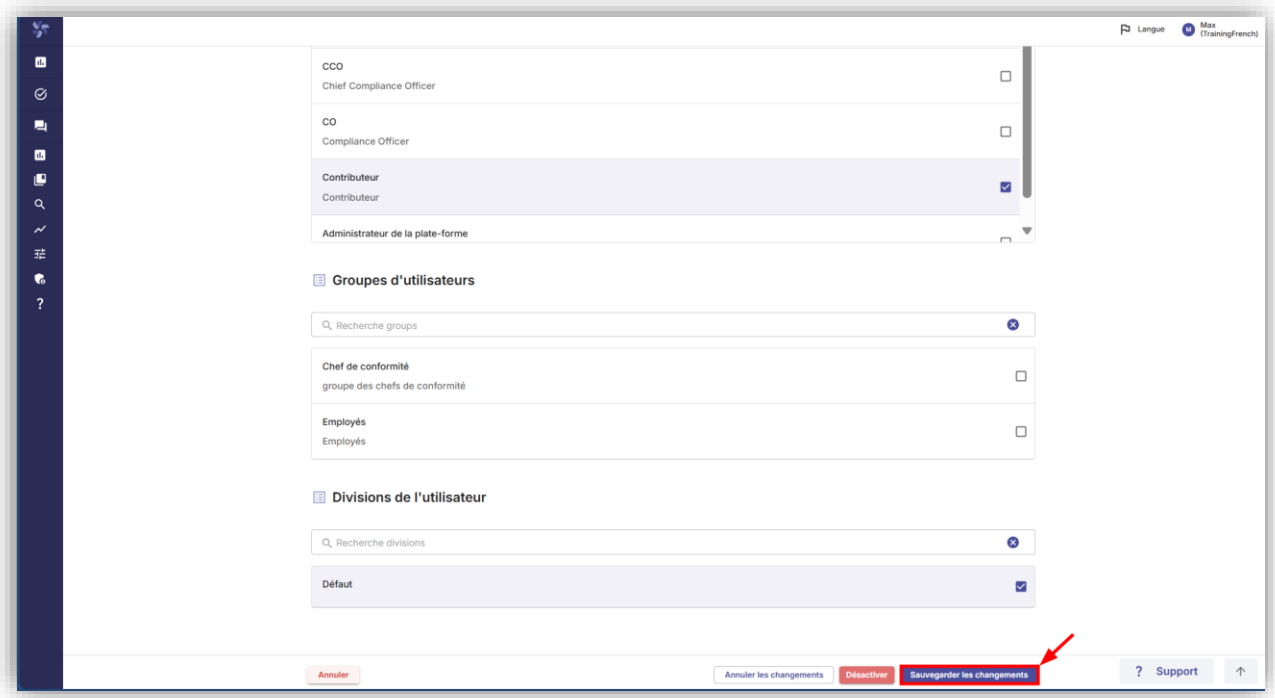 Langue
M
Max
(TrainingFrench)
CCO
Chief Compliance Officer
CO
Compliance Officer
Contributeur
Contributeur
Administrateur de la plate-forme
Groupes d'utilisateurs
Recherche groups
Chef de conformité
groupe des chefs de conformité
Employés
Employés
Divisions de l'utilisateur
Recherche divisions
Défaut
Annuler
Annuler les changements
Désactiver
Sauvegarder les changements
? Support
?